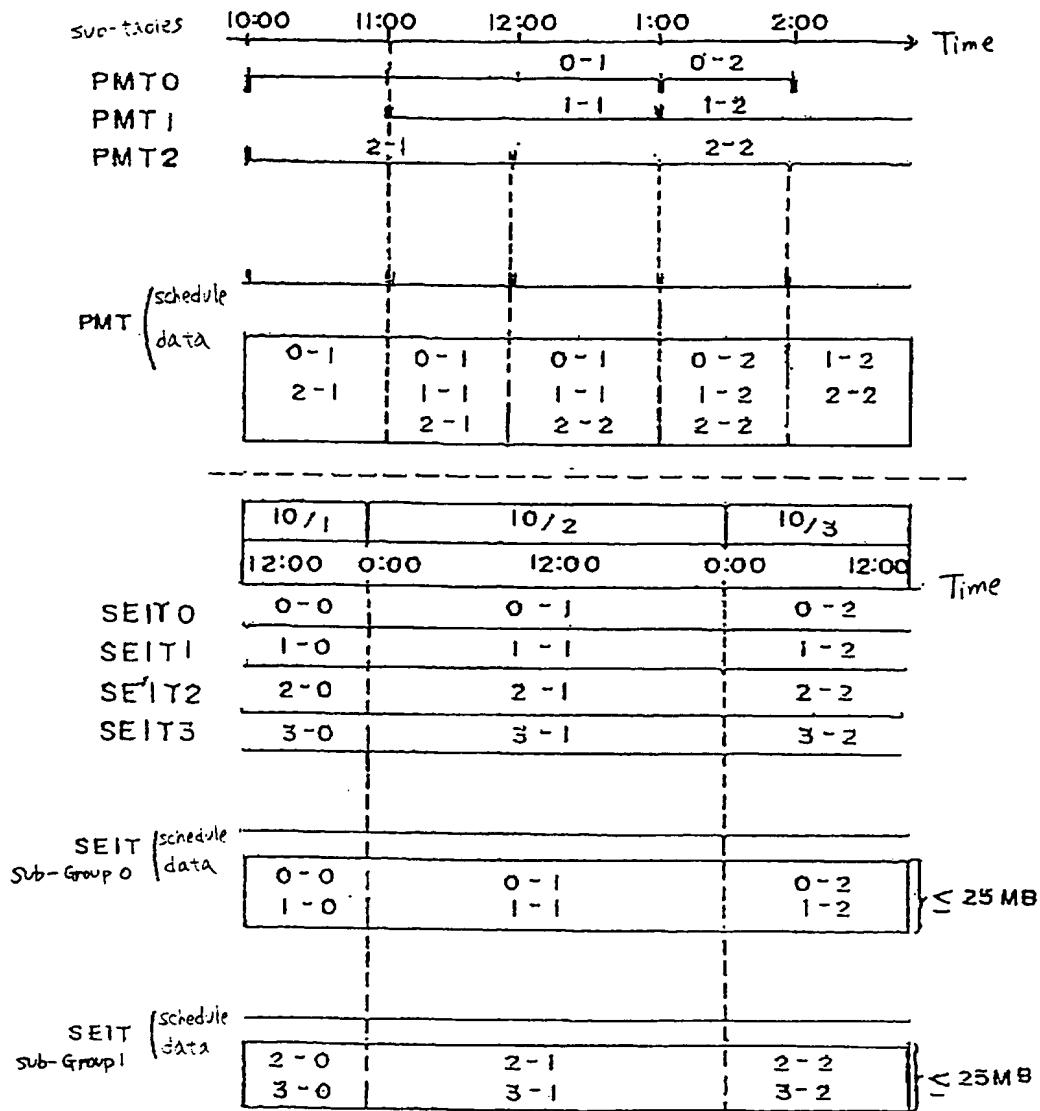 sub-tables 10:00 11:00 12:00 1:00 2:00 Time
PMT0 0-1 0-2
PMT1 1-1 1-2
PMT2 2-1 2-2
PMT schedule
data
0-1 0-1 0-1 0-2 1-2
2-1 1-1 1-1 1-2 2-2
2-1 2-2 2-2
10/1 10/2 10/3
12:00 0:00 12:00 0:00 12:00 Time
SEIT0 0-0 0-1 0-2
SEIT1 1-0 1-1 1-2
SEIT2 2-0 2-1 2-2
SEIT3 3-0 3-1 3-2
SEIT schedule
Sub-Group 0 data
0-0 0-1 0-2
1-0 1-1 1-2
≤ 25MB
SEIT schedule
Sub-Group 1 data
2-0 2-1 2-2
3-0 3-1 3-2
≤ 25MB